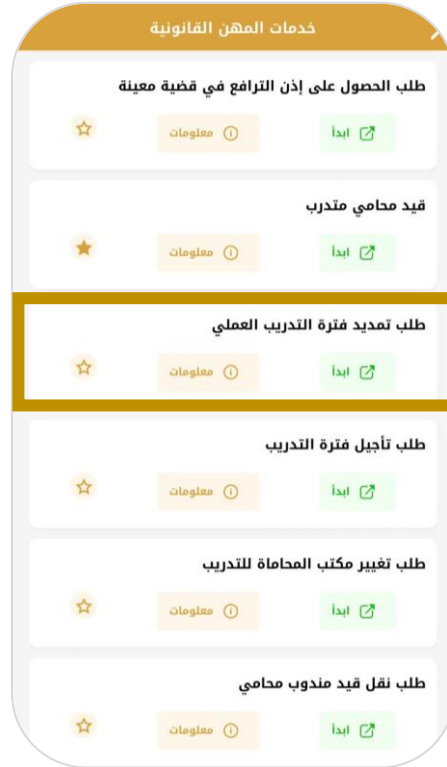 خدمات المهن القانونية
طلب الحصول على إذن الترافع في قضية معينة
ابدأ معلومات
قيد محامي متدرب
ابدأ معلومات
طلب تمديد فترة التدريب العملي
ابدأ معلومات
طلب تأجيل فترة التدريب
ابدأ معلومات
طلب تغيير مكتب المحاماة للتدريب
ابدأ معلومات
طلب نقل قيد مندوب محامي
ابدأ معلومات